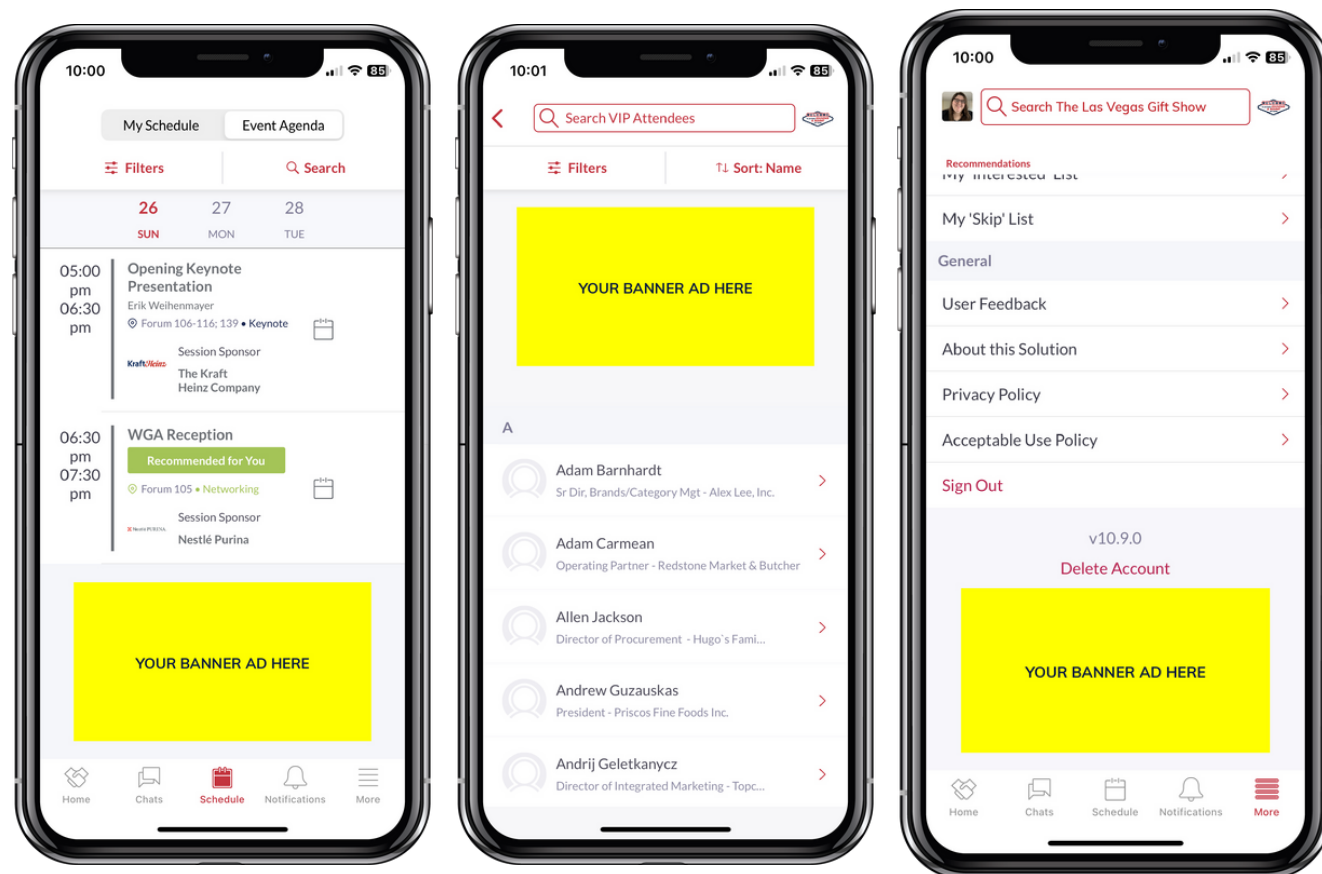 10:00
85
My Schedule Event Agenda
Filters Search
26 27 28
SUN MON TUE
05:00 pm
06:30 pm
Opening Keynote
Presentation
Erik Weihenmayer
Forum 106-116; 139 • Keynote
Session Sponsor
KraftHeinz
The Kraft
Heinz Company
06:30 pm
07:30 pm
WGA Reception
Recommended for You
Forum 105 • Networking
Session Sponsor
Nestlé PURINA
Nestlé Purina
YOUR BANNER AD HERE
Home Chats Schedule Notifications More
10:01
85
Search VIP Attendees
WELCOME
Filters Sort: Name
YOUR BANNER AD HERE
A
Adam Barnhardt
Sr Dir, Brands/Category Mgt - Alex Lee, Inc.
Adam Carmean
Operating Partner - Redstone Market & Butcher
Allen Jackson
Director of Procurement - Hugo`s Fami...
Andrew Guzauskas
President - Priscos Fine Foods Inc.
Andrij Geletkanycz
Director of Integrated Marketing - Topc...
10:00
85
Search The Las Vegas Gift Show
WELCOME
Recommendations
My 'Interested' List
My 'Skip' List
General
User Feedback
About this Solution
Privacy Policy
Acceptable Use Policy
Sign Out
v10.9.0
Delete Account
YOUR BANNER AD HERE
Home Chats Schedule Notifications More